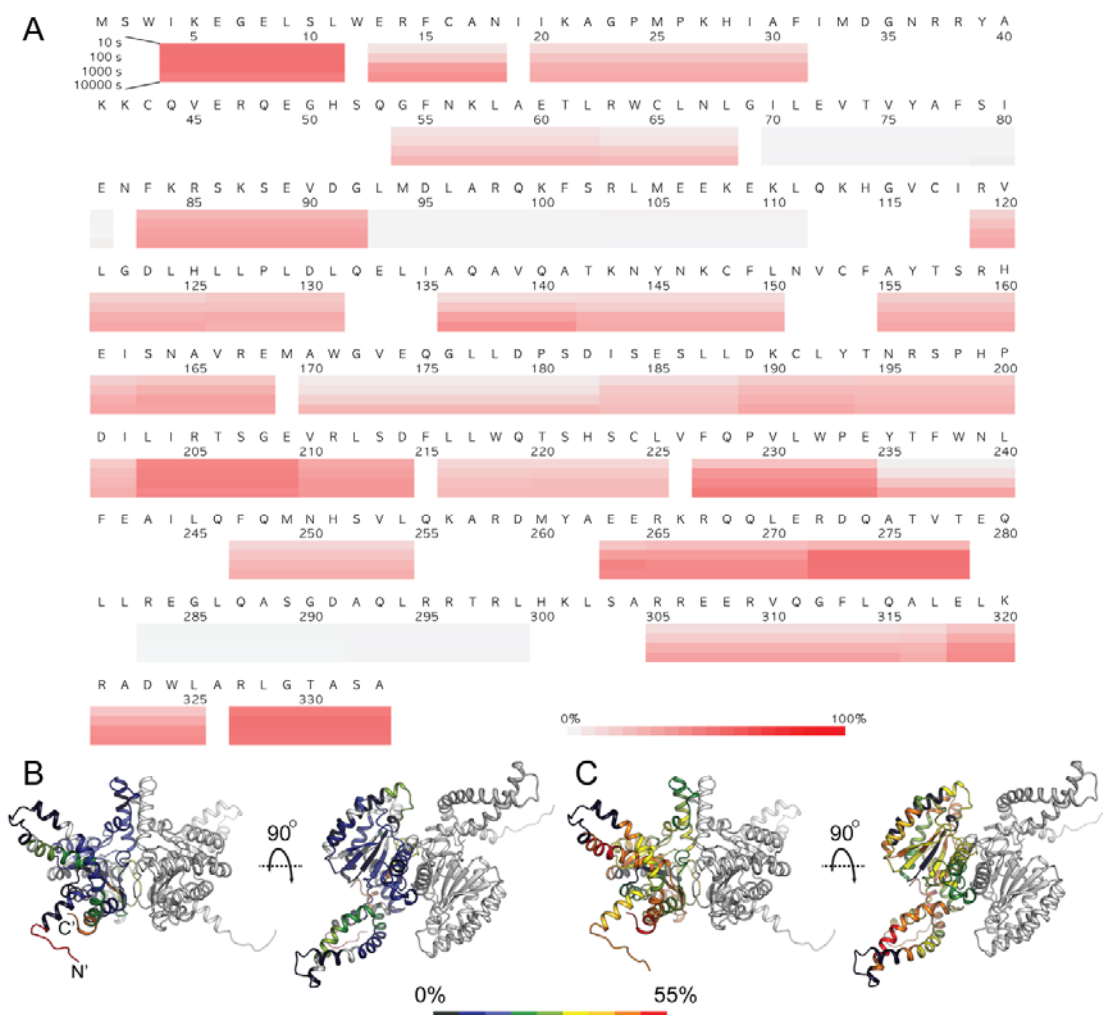 A
M S W I K E G E L S L W E R F C A N I I K A G P M P K H I A F I M D G N R R Y A
5 10 15 20 25 30 35 40
10 s
100 s
1000 s
10000 s
K K C Q V E R Q E G H S Q G F N K L A E T L R W C L N L G I L E V T V Y A F S I
45 50 55 60 65 70 75 80
E N F K R S K S E V D G L M D L A R Q K F S R L M E E K E K L Q K H G V C I R V
85 90 95 100 105 110 115 120
L G D L H L L P L D L Q E L I A Q A V Q A T K N Y N K C F L N V C F A Y T S R H
125 130 135 140 145 150 155 160
E I S N A V R E M A W G V E Q G L L D P S D I S E S L L D K C L Y T N R S P H P
165 170 175 180 185 190 195 200
D I L I R T S G E V R L S D F L L W Q T S H S C L V F Q P V L W P E Y T F W N L
205 210 215 220 225 230 235 240
F E A I L Q F Q M N H S V L Q K A R D M Y A E E R K R Q Q L E R D Q A T V T E Q
245 250 255 260 265 270 275 280
L L R E G L Q A S G D A Q L R R T R L H K L S A R R E E R V Q G F L Q A L E L K
285 290 295 300 305 310 315 320
R A D W L A R L G T A S A
325 330
0% 100%
B C
90° 90°
C'
N'
0% 55%